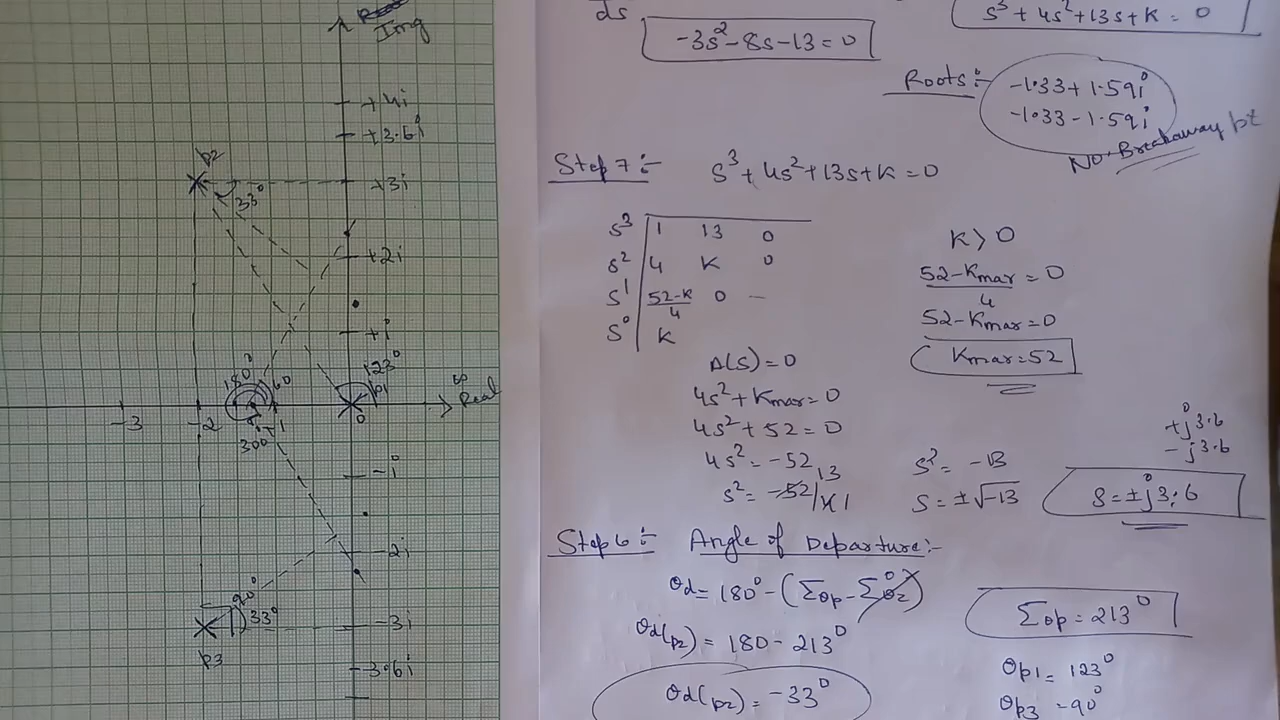 Img
+4i
+3.6i
p2
33°
+3i
+2i
+i
180°
60
123°
p1
∞
Real
-3
-2
-1
0
300°
-i
-2i
90°
33°
-3i
p3
-3.6i
ds
-3s²-8s-13=0
s³+4s²+13s+K=0
Roots:-
-1.33+1.59i
-1.33-1.59i
NO Breakaway pt
Step 7:-
s³+4s²+13s+K=0
s³ 1 13 0
s² 4 K 0
s¹ 52-K/4 0 —
s⁰ K
K>0
52-Kmar/4=0
52-Kmar=0
Kmar=52
A(s)=0
4s²+Kmar=0
4s²+52=0
4s²=-52
s²=-52/4 13 1
s²=-13
s=±√-13
+j3.6
-j3.6
s=±j3.6
Step 6:- Angle of Departure:-
θd=180°-(Σθp-Σθz)
θd(p2)=180-213°
θd(p2)=-33°
Σθp=213°
θp1=123°
θp3=90°